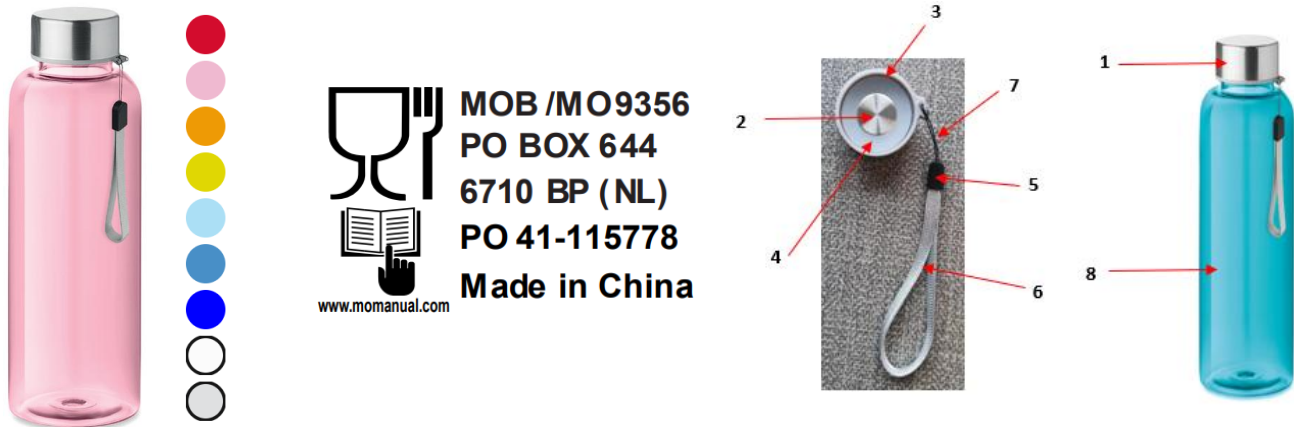 MOB /MO9356
PO BOX 644
6710 BP (NL)
PO 41-115778
Made in China
www.momanual.com
3
1
7
2
5
4
6
8